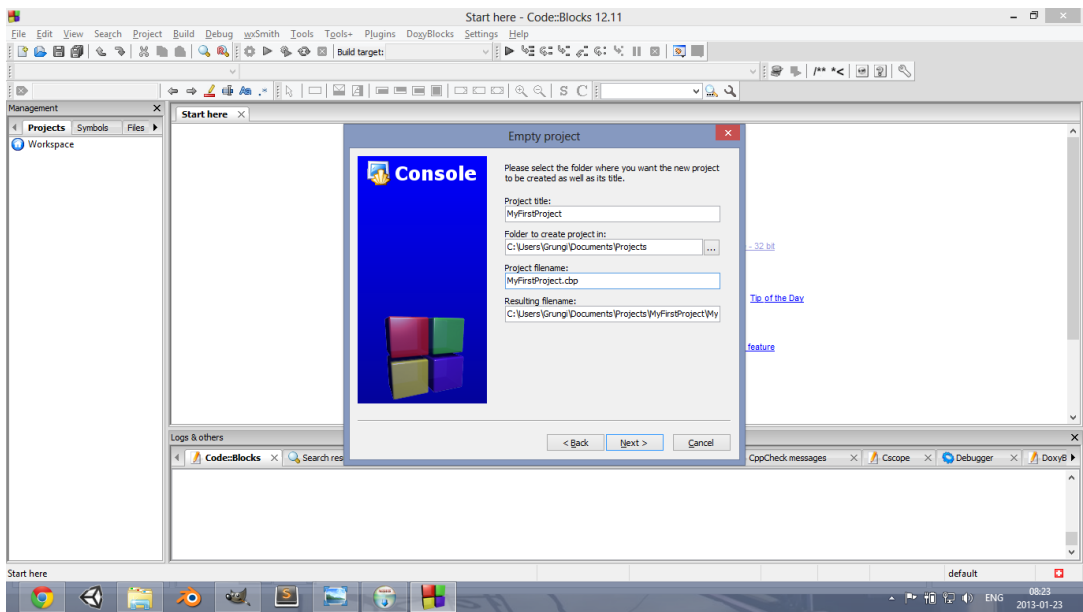 Start here - Code::Blocks 12.11
File Edit View Search Project Build Debug wxSmith Tools Tools+ Plugins DoxyBlocks Settings Help
Build target:
/** *<
S C
Management
Start here
Projects Symbols Files
Workspace
Empty project
Console
Please select the folder where you want the new project
to be created as well as its title.
Project title:
MyFirstProject
Folder to create project in:
C:\Users\Grungi\Documents\Projects
...
Project filename:
MyFirstProject.cbp
Resulting filename:
C:\Users\Grungi\Documents\Projects\MyFirstProject\My
- 32 bit
Tip of the Day
feature
< Back Next > Cancel
Logs & others
Code::Blocks Search res CppCheck messages Cscope Debugger DoxyB
Start here default
ENG 08:23
2013-01-23